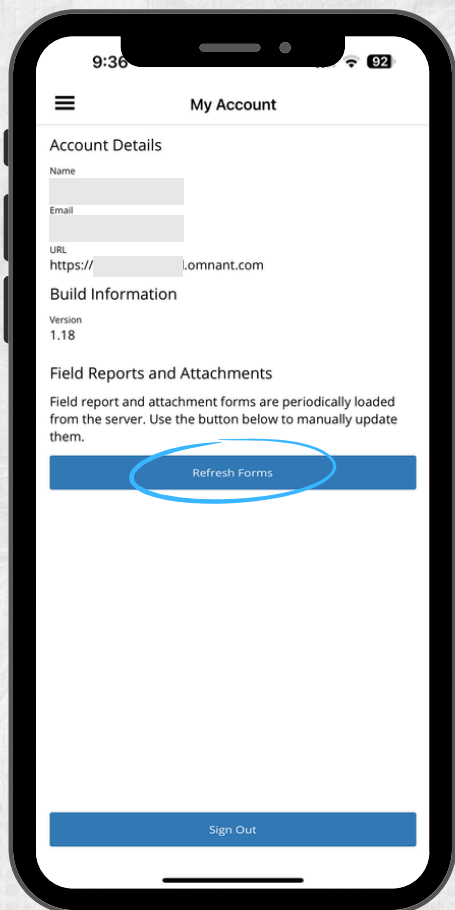 9:36
92
My Account
Account Details
Name
Email
URL
https:// .omnant.com
Build Information
Version
1.18
Field Reports and Attachments
Field report and attachment forms are periodically loaded
from the server. Use the button below to manually update
them.
Refresh Forms
Sign Out